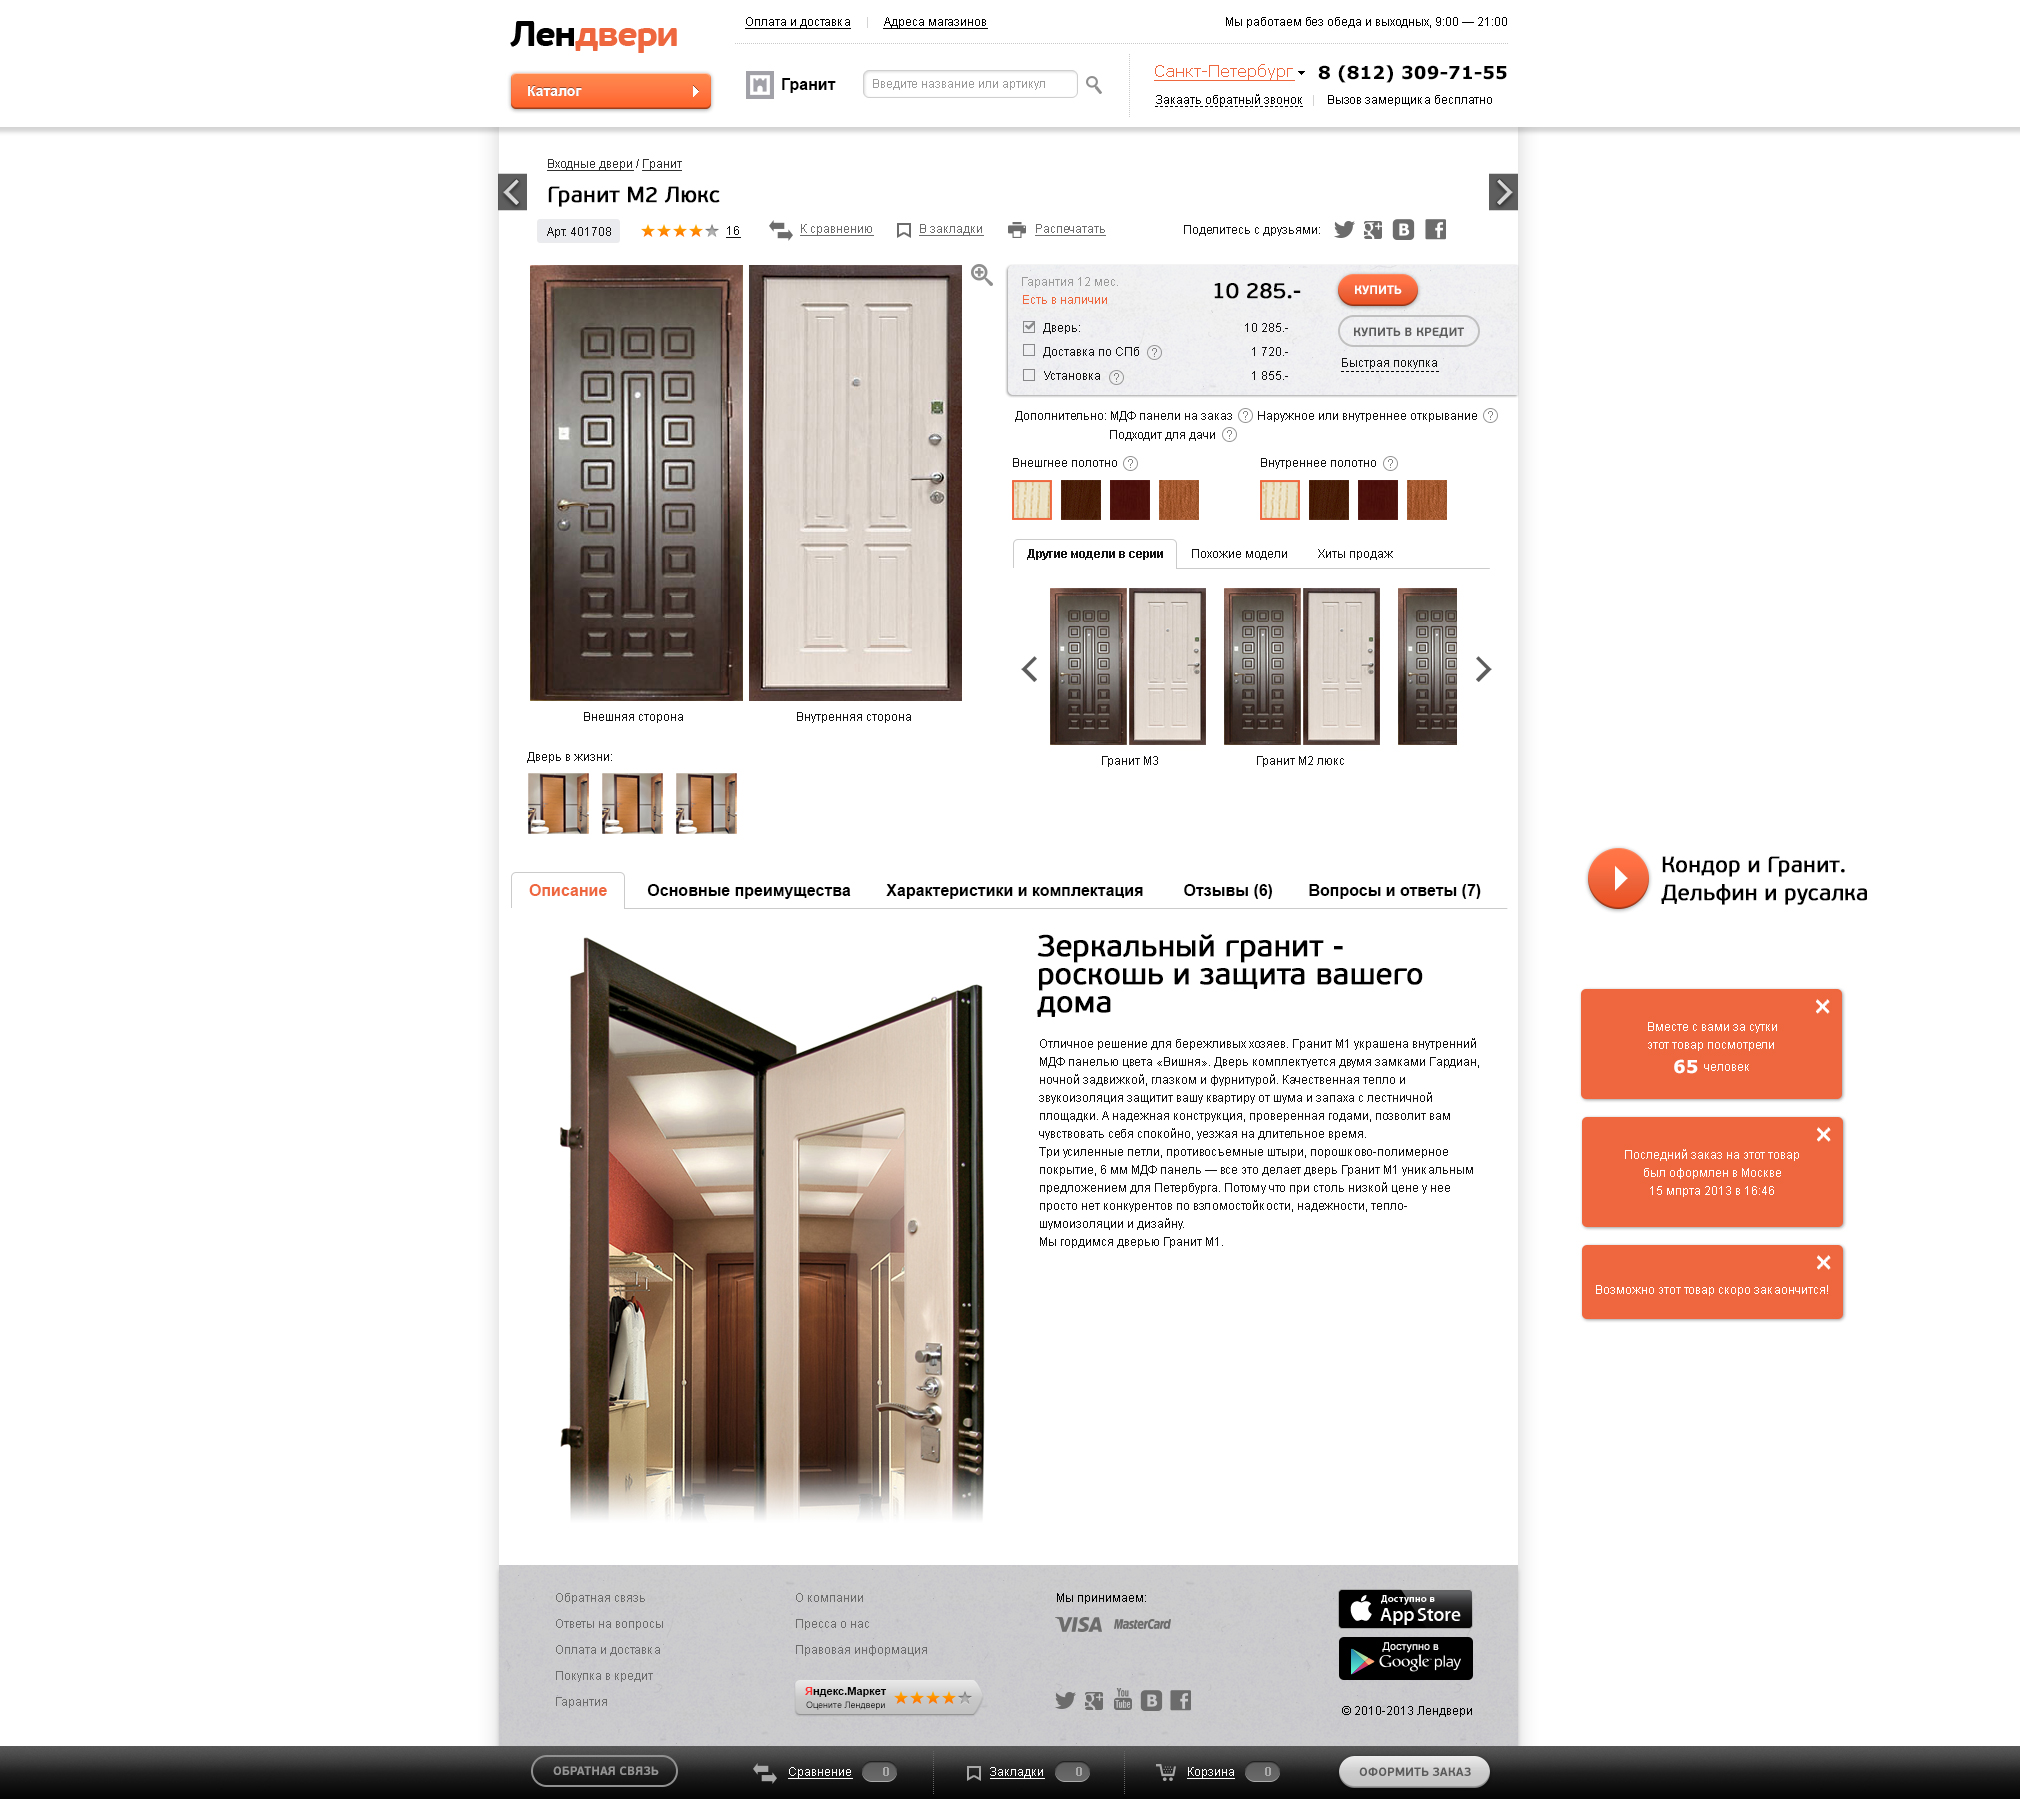 Лендвери
Оплата и доставка
Адреса магазинов
Мы работаем без обеда и выходных, 9:00 — 21:00
Каталог
Гранит
Введите название или артикул
Санкт-Петербург
8 (812) 309-71-55
Закаать обратный звонок
Вызов замерщика бесплатно
Входные двери / Гранит
Гранит М2 Люкс
Арт. 401708
16
К сравнению
В закладки
Распечатать
Поделитесь с друзьями:
Гарантия 12 мес.
Есть в наличии
10 285.-
КУПИТЬ
Дверь:
10 285.-
КУПИТЬ В КРЕДИТ
Доставка по СПб ?
1 720.-
Быстрая покупка
Установка ?
1 855.-
Дополнительно: МДФ панели на заказ ? Наружное или внутреннее открывание ?
Подходит для дачи ?
Внешгнее полотно ?
Внутреннее полотно ?
Другие модели в серии
Похожие модели
Хиты продаж
Гранит М3
Гранит М2 люкс
Внешняя сторона
Внутренняя сторона
Дверь в жизни:
Кондор и Гранит.
Дельфин и русалка
Описание
Основные преимущества
Характеристики и комплектация
Отзывы (6)
Вопросы и ответы (7)
Зеркальный гранит -
роскошь и защита вашего
дома
Отличное решение для бережливых хозяев. Гранит М1 украшена внутренний
МДФ панелью цвета «Вишня». Дверь комплектуется двумя замками Гардиан,
ночной задвижкой, глазком и фурнитурой. Качественная тепло и
звукоизоляция защитит вашу квартиру от шума и запаха с лестничной
площадки. А надежная конструкция, проверенная годами, позволит вам
чувствовать себя спокойно, уезжая на длительное время.
Три усиленные петли, противосъемные штыри, порошково-полимерное
покрытие, 6 мм МДФ панель — все это делает дверь Гранит М1 уникальным
предложением для Петербурга. Потому что при столь низкой цене у нее
просто нет конкурентов по взломостойкости, надежности, тепло-
шумоизоляции и дизайну.
Мы гордимся дверью Гранит М1.
Вместе с вами за сутки
этот товар посмотрели
65 человек
Последний заказ на этот товар
был оформлен в Москве
15 мпрта 2013 в 16:46
Возможно этот товар скоро закаончится!
Обратная связь
Ответы на вопросы
Оплата и доставка
Покупка в кредит
Гарантия
О компании
Пресса о нас
Правовая информация
Яндекс.Маркет
Оцените Лендвери
Мы принимаем:
VISA MasterCard
You
Tube
Доступно в
App Store
Доступно в
Google play
© 2010-2013 Лендвери
ОБРАТНАЯ СВЯЗЬ
Сравнение 0
Закладки 0
Корзина 0
ОФОРМИТЬ ЗАКАЗ